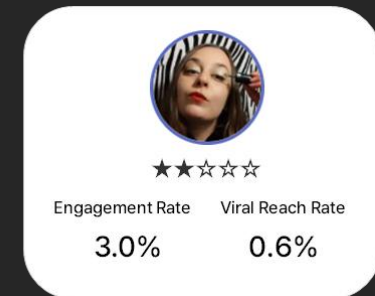 ★★☆☆☆
Engagement Rate Viral Reach Rate
3.0% 0.6%